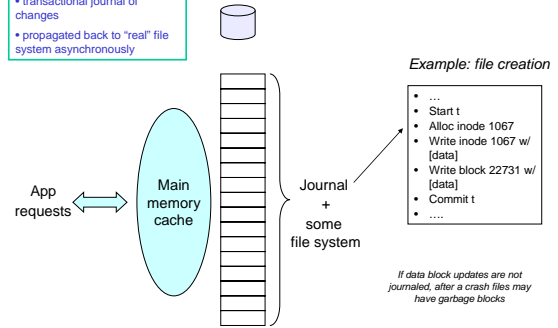 • transactional journal of
changes
• propagated back to “real” file
system asynchronously
Example: file creation
• …
• Start t
• Alloc inode 1067
• Write inode 1067 w/
[data]
• Write block 22731 w/
[data]
• Commit t
• ….
App
requests
Main
memory
cache
Journal
+
some
file system
If data block updates are not
journaled, after a crash files may
have garbage blocks